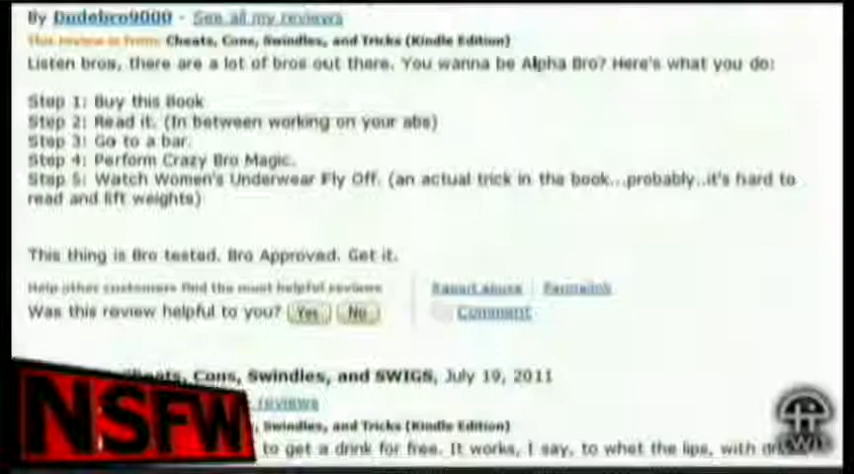 By Dudebro9000 - See all my reviews
This review is from: Cheats, Cons, Swindles, and Tricks (Kindle Edition)
Listen bros, there are a lot of bros out there. You wanna be Alpha Bro? Here's what you do:
Step 1: Buy this Book
Step 2: Read it. (In between working on your abs)
Step 3: Go to a bar.
Step 4: Perform Crazy Bro Magic.
Step 5: Watch Women's Underwear Fly Off. (an actual trick in the book...probably..it's hard to
read and lift weights)
This thing is Bro tested. Bro Approved. Get it.
Help other customers find the most helpful reviews
Was this review helpful to you? Yes No
Report abuse Permalink
Comment
Cheats, Cons, Swindles, and SWIGS, July 19, 2011
reviews
, Swindles, and Tricks (Kindle Edition)
to get a drink for free. It works, I say, to whet the lips, with
NSFW
TWiT